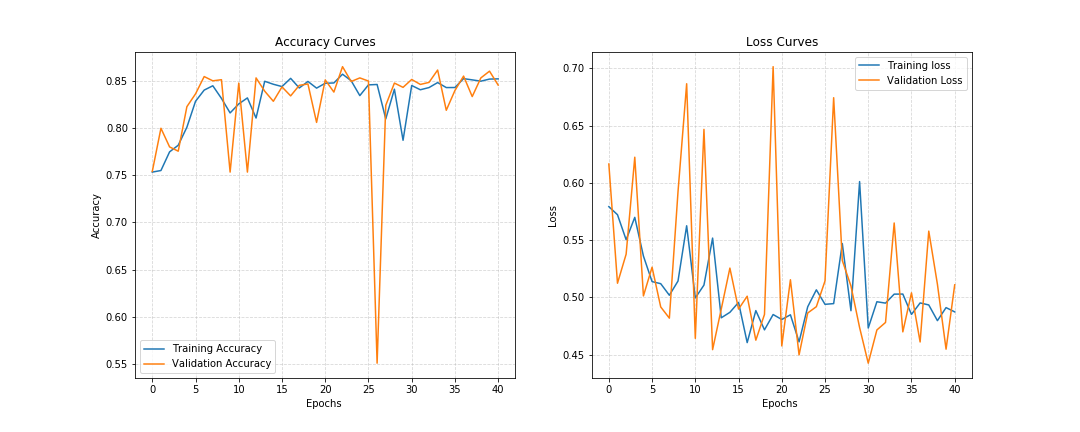 Accuracy Curves
Accuracy
0.85
0.80
0.75
0.70
0.65
0.60
0.55
Training Accuracy
Validation Accuracy
0 5 10 15 20 25 30 35 40
Epochs
Loss Curves
Loss
0.70
0.65
0.60
0.55
0.50
0.45
Training loss
Validation Loss
0 5 10 15 20 25 30 35 40
Epochs